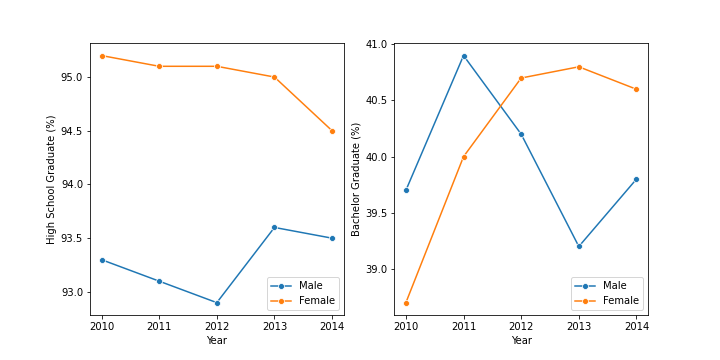 High School Graduate (%)
95.0
94.5
94.0
93.5
93.0
2010 2011 2012 2013 2014
Year
Male
Female
Bachelor Graduate (%)
41.0
40.5
40.0
39.5
39.0
2010 2011 2012 2013 2014
Year
Male
Female